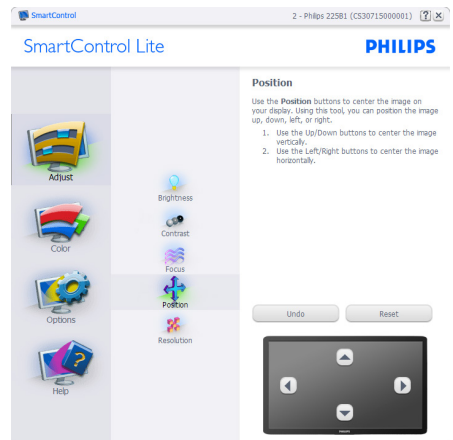 SmartControl
2 - Philips 225B1 (CS30715000001)
SmartControl Lite
PHILIPS
Adjust
Color
Options
Help
Brightness
Contrast
Focus
Position
Resolution
Position
Use the Position buttons to center the image on
your display. Using this tool, you can position the image
up, down, left, or right.
1. Use the Up/Down buttons to center the image
vertically.
2. Use the Left/Right buttons to center the image
horizontally.
Undo
Reset
PHILIPS